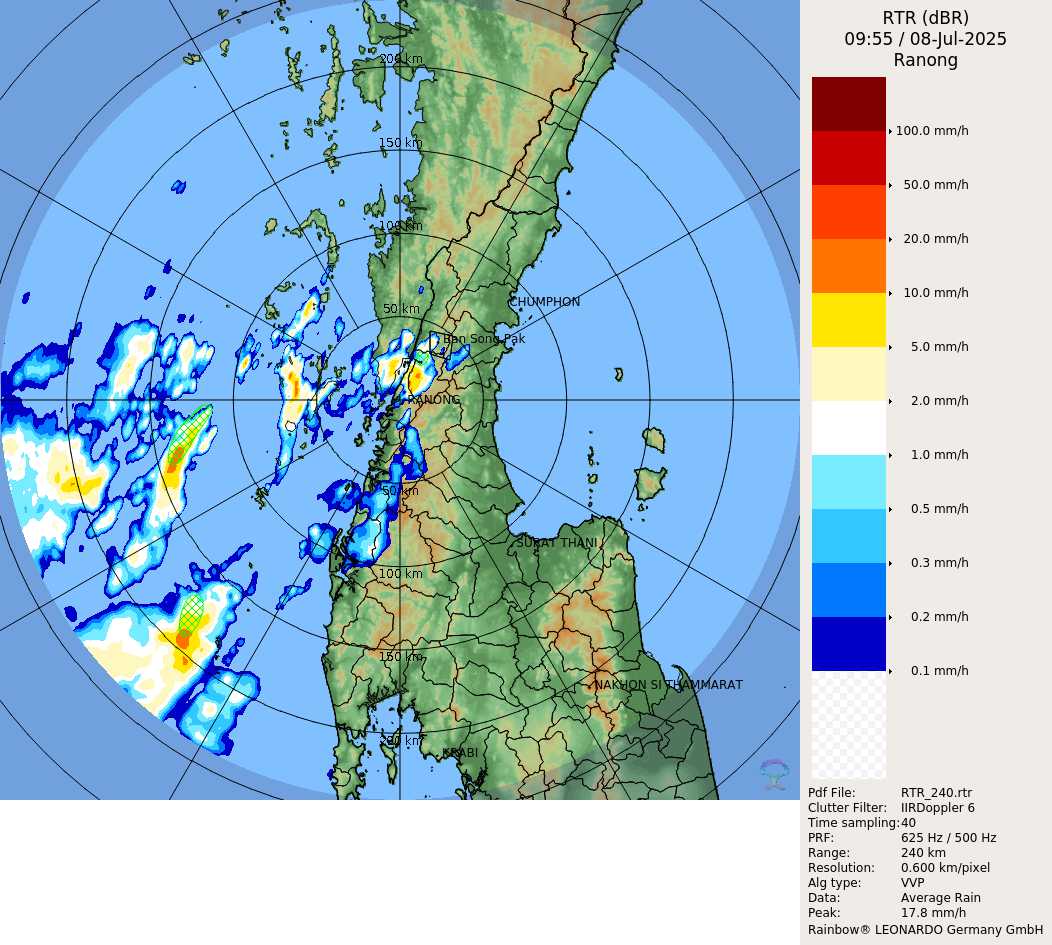 RTR (dBR)
09:55 / 08-Jul-2025
Ranong
200 km
150 km
100 km
50 km
CHUMPHON
Ban Song Pak
RANONG
50 km
SURAT THANI
100 km
150 km
NAKHON SI THAMMARAT
200 km
KRABI
100.0 mm/h
50.0 mm/h
20.0 mm/h
10.0 mm/h
5.0 mm/h
2.0 mm/h
1.0 mm/h
0.5 mm/h
0.3 mm/h
0.2 mm/h
0.1 mm/h
Pdf File: RTR_240.rtr
Clutter Filter: IIRDoppler 6
Time sampling: 40
PRF: 625 Hz / 500 Hz
Range: 240 km
Resolution: 0.600 km/pixel
Alg type: VVP
Data: Average Rain
Peak: 17.8 mm/h
Rainbow® LEONARDO Germany GmbH